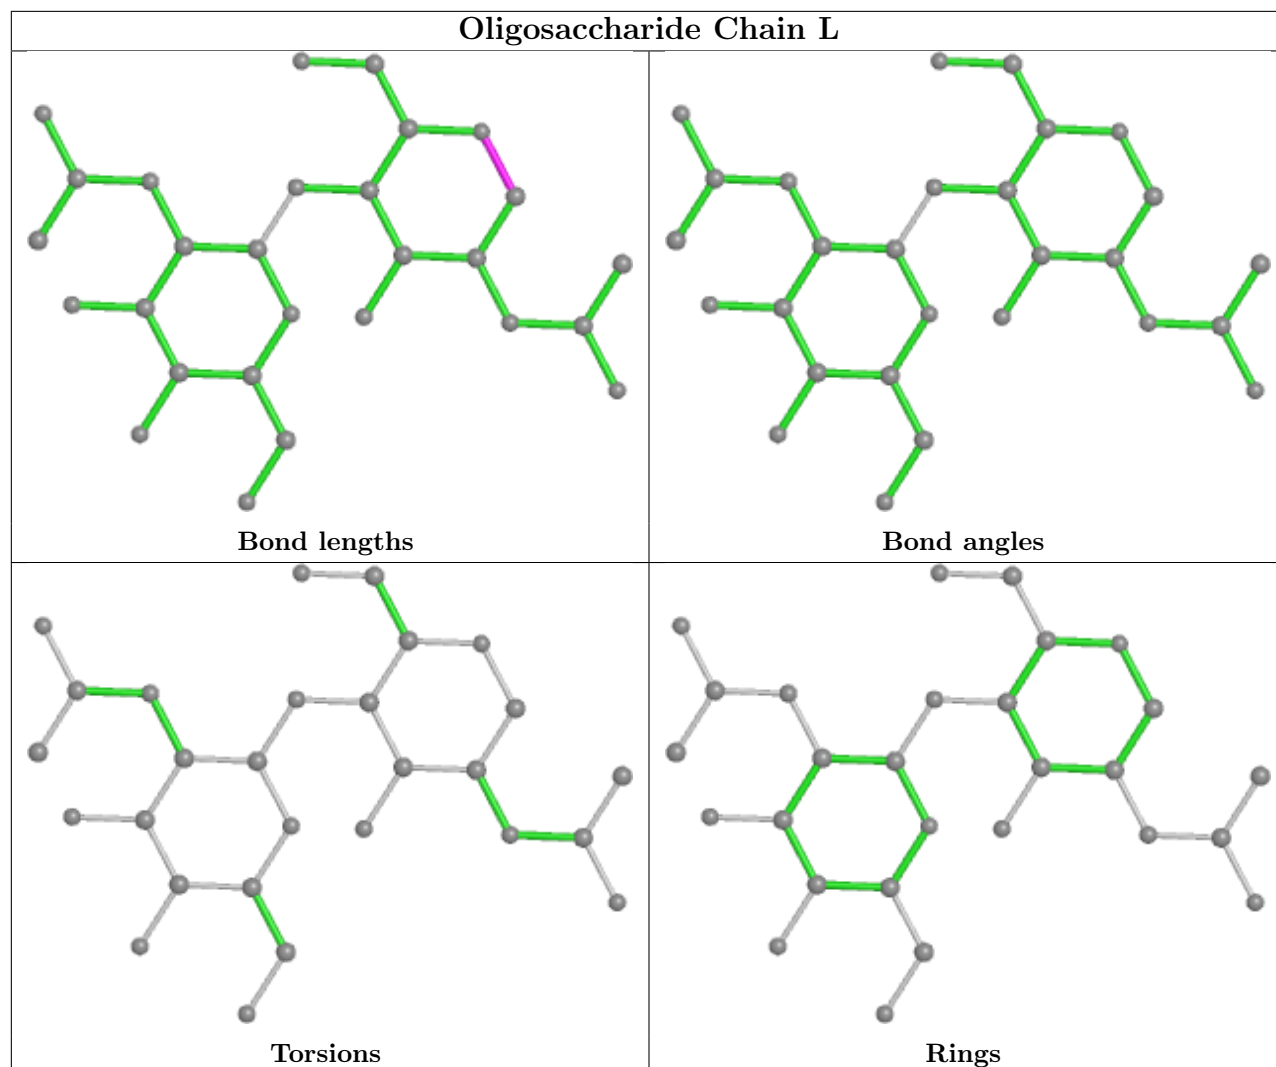 Oligosaccharide Chain L
Bond lengths
Bond angles
Torsions
Rings